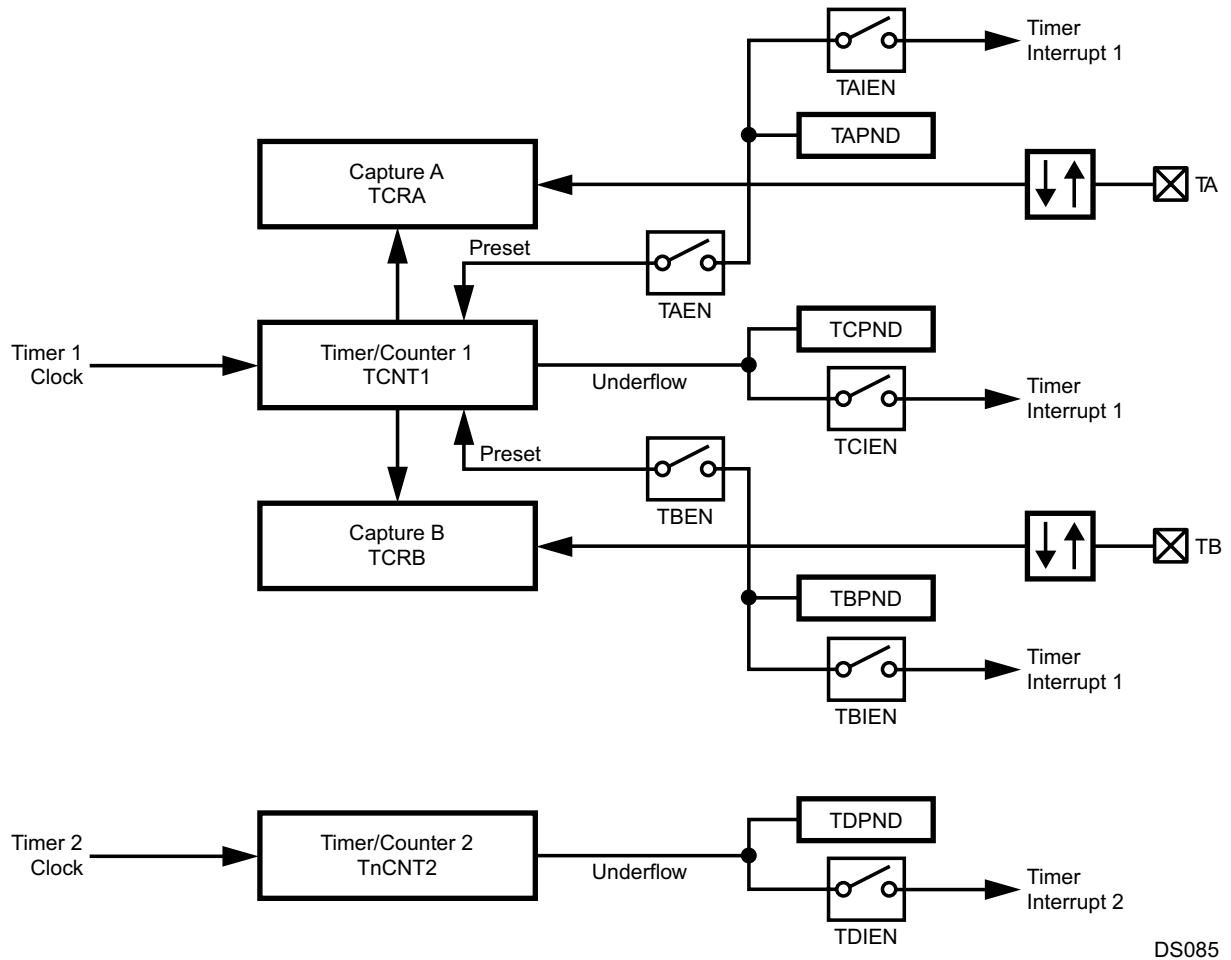 Timer
Interrupt 1
TAIEN
TAPND
Capture A
TCRA
TA
Preset
TAEN
TCPND
Timer 1
Clock
Timer/Counter 1
TCNT1
Underflow
Timer
Interrupt 1
TCIEN
Preset
TBEN
Capture B
TCRB
TB
TBPND
Timer
Interrupt 1
TBIEN
TDPND
Timer 2
Clock
Timer/Counter 2
TnCNT2
Underflow
Timer
Interrupt 2
TDIEN
DS085